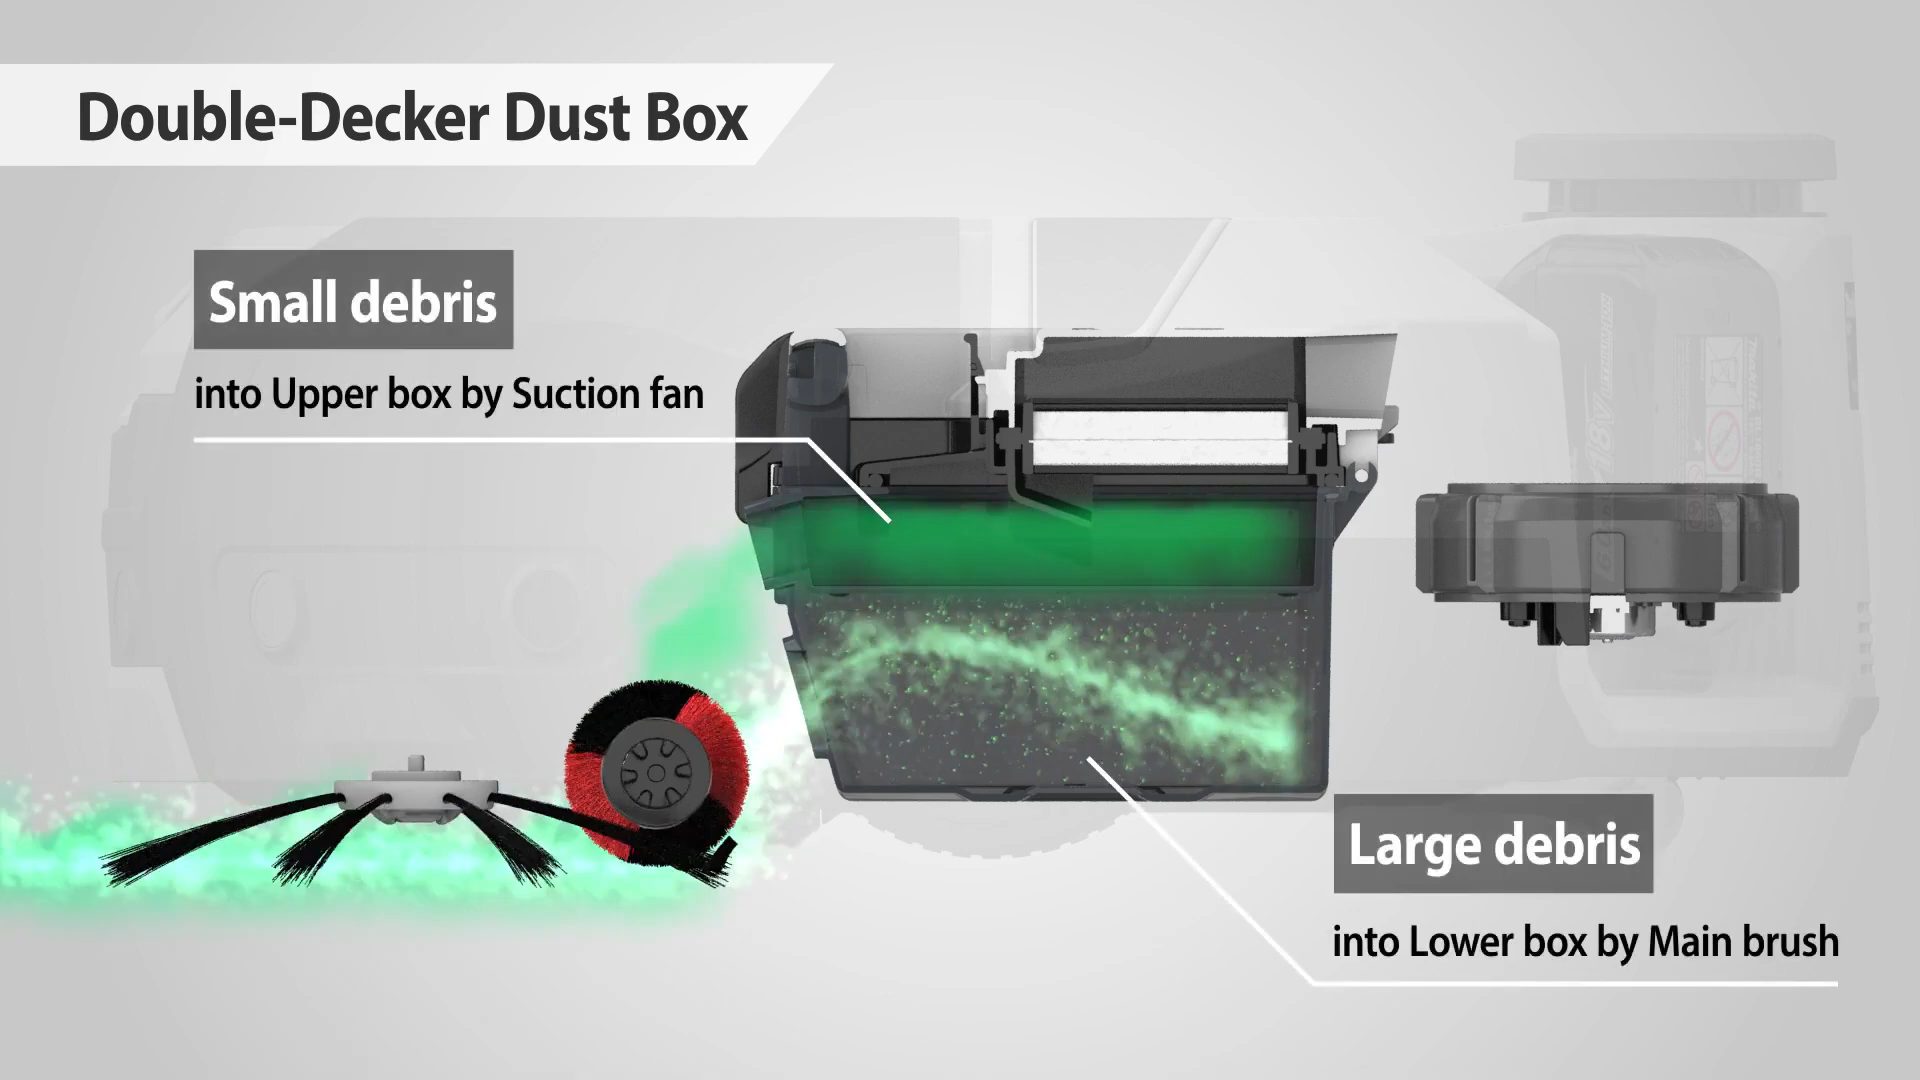 Double-Decker Dust Box
Small debris
into Upper box by Suction fan
18V
Large debris
into Lower box by Main brush